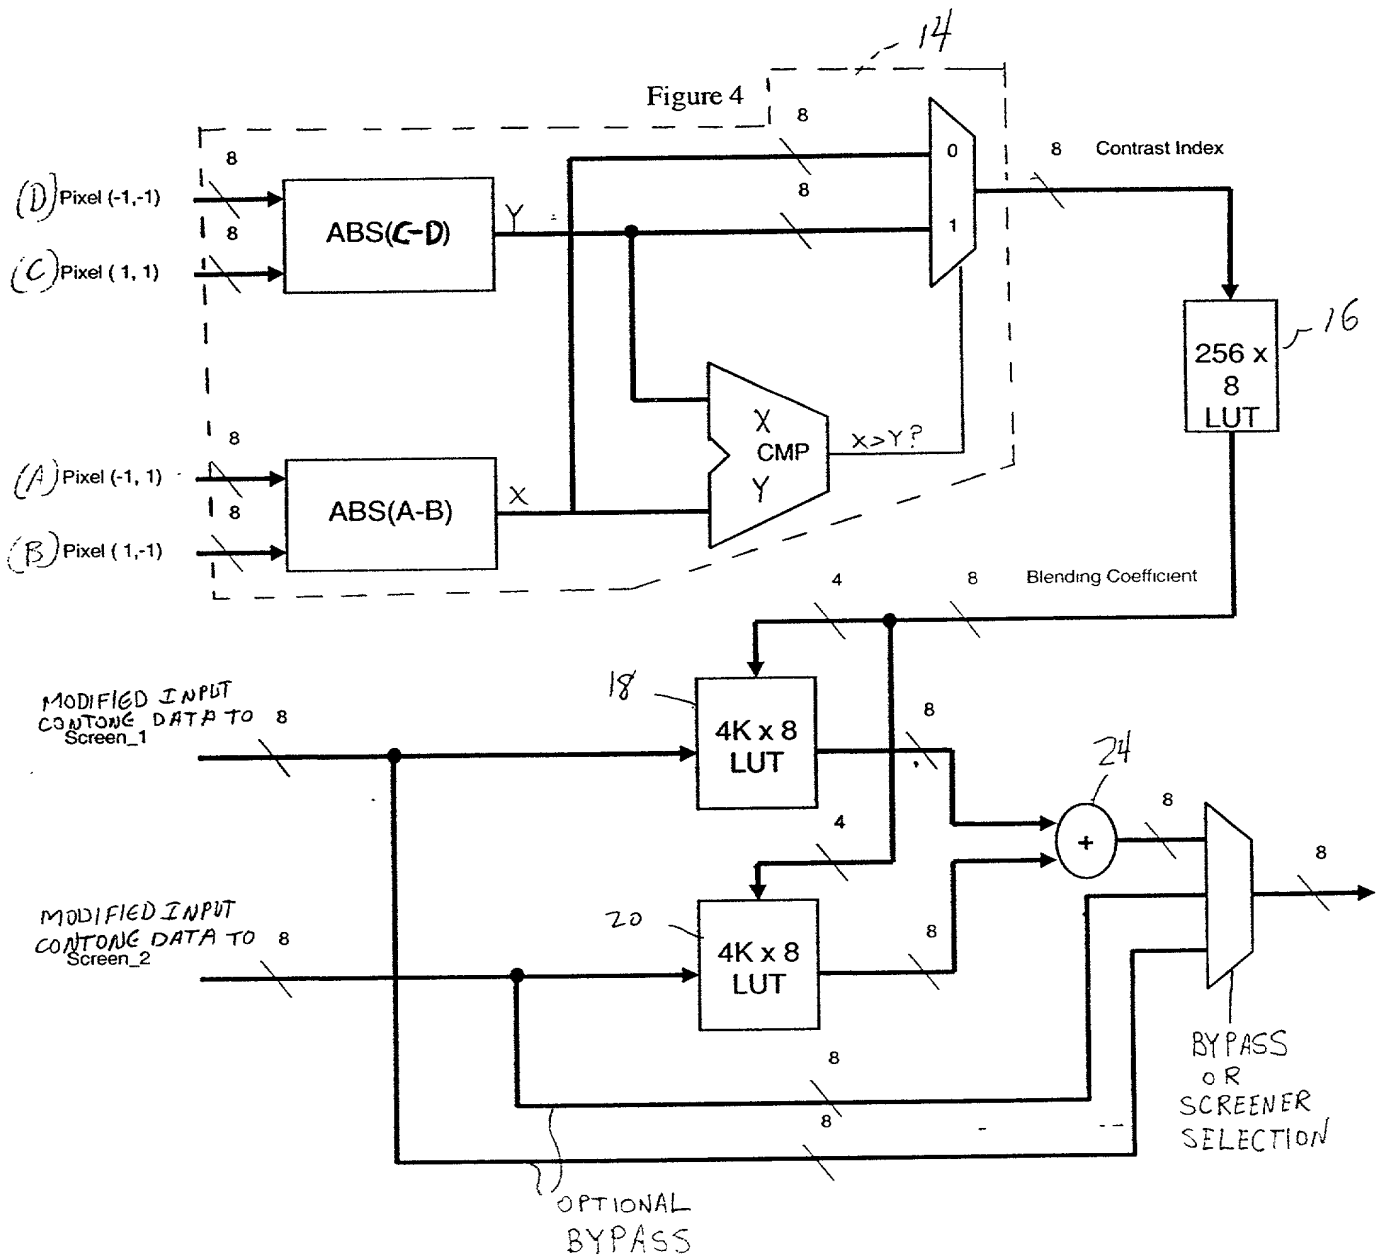 14
Figure 4
8
8
Contrast Index
8
(D) Pixel (-1,-1)
8
ABS(C-D)
Y
0
8
(C) Pixel ( 1, 1)
8
1
16
256 x
8
LUT
8
(A) Pixel (-1, 1)
X
CMP
Y
X>Y?
ABS(A-B)
X
8
(B) Pixel ( 1,-1)
4
8
Blending Coefficient
MODIFIED INPUT
CONTONE DATA TO
Screen_1
8
18
4K x 8
LUT
8
24
+
8
8
4
MODIFIED INPUT
CONTONE DATA TO
Screen_2
8
20
4K x 8
LUT
8
8
8
BYPASS
OR
SCREENER
SELECTION
OPTIONAL
BYPASS